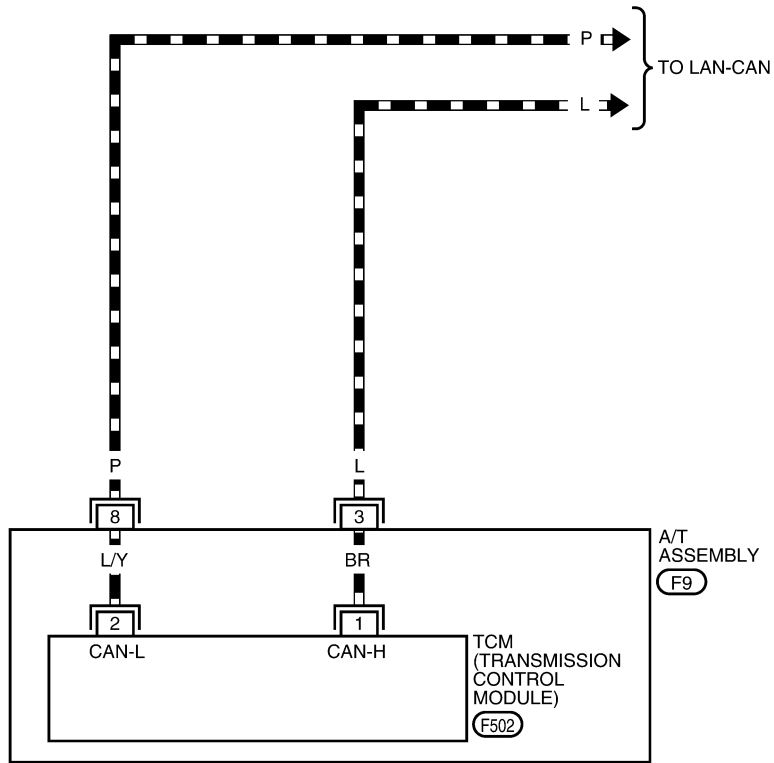 P
TO LAN-CAN
L
P
L
8
3
A/T
ASSEMBLY
F9
L/Y
BR
2
1
CAN-L
CAN-H
TCM
(TRANSMISSION
CONTROL
MODULE)
F502